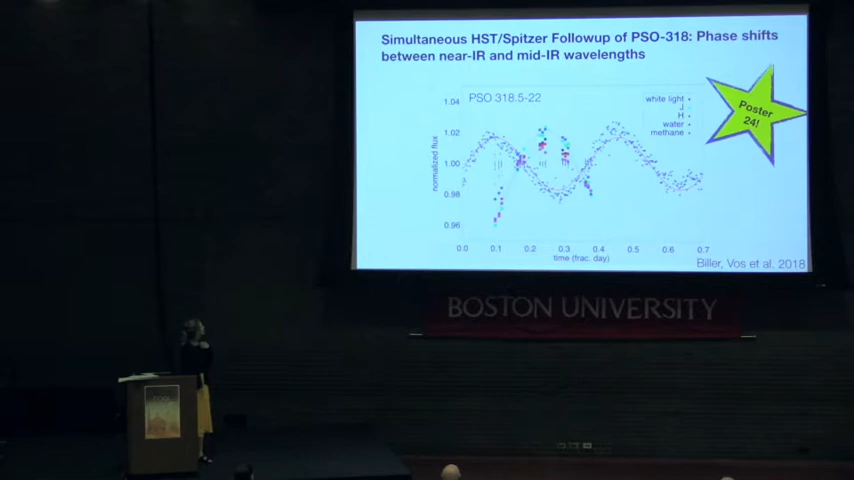 Simultaneous HST/Spitzer Followup of PSO-318: Phase shifts
between near-IR and mid-IR wavelengths
Poster
24!
PSO 318.5-22
white light
J
H
water
methane
1.04
1.02
1.00
0.98
0.96
normalized flux
0.0 0.1 0.2 0.3 0.4 0.5 0.6 0.7
time (frac. day)
Biller, Vos et al. 2018
BOSTON UNIVERSITY